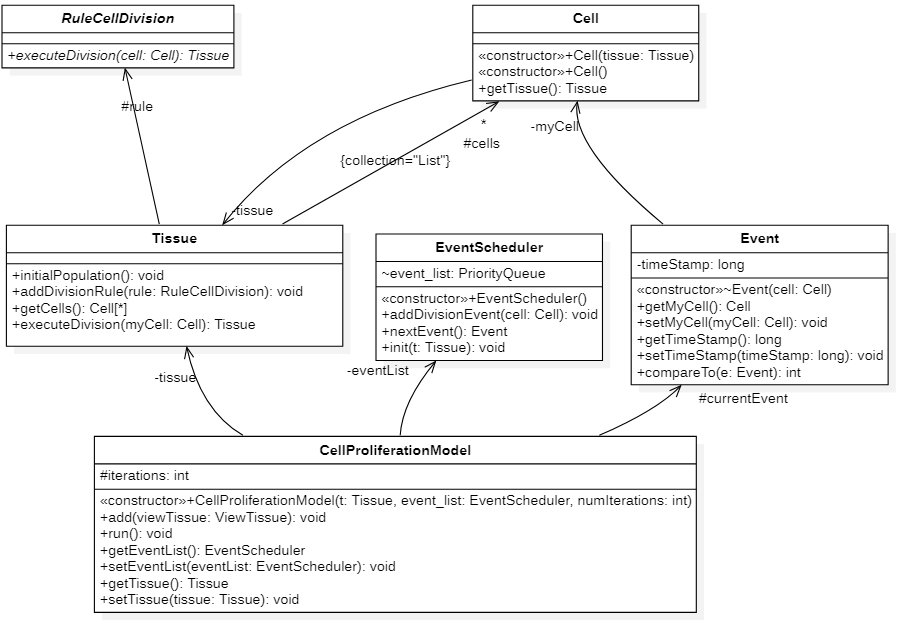 RuleCellDivision
+executeDivision(cell: Cell): Tissue
Cell
«constructor»+Cell(tissue: Tissue)
«constructor»+Cell()
+getTissue(): Tissue
#rule
*
-myCell
#cells
{collection="List"}
-tissue
Tissue
+initialPopulation(): void
+addDivisionRule(rule: RuleCellDivision): void
+getCells(): Cell[*]
+executeDivision(myCell: Cell): Tissue
EventScheduler
~event_list: PriorityQueue
«constructor»+EventScheduler()
+addDivisionEvent(cell: Cell): void
+nextEvent(): Event
+init(t: Tissue): void
Event
-timeStamp: long
«constructor»~Event(cell: Cell)
+getMyCell(): Cell
+setMyCell(myCell: Cell): void
+getTimeStamp(): long
+setTimeStamp(timeStamp: long): void
+compareTo(e: Event): int
-tissue
-eventList
#currentEvent
CellProliferationModel
#iterations: int
«constructor»+CellProliferationModel(t: Tissue, event_list: EventScheduler, numIterations: int)
+add(viewTissue: ViewTissue): void
+run(): void
+getEventList(): EventScheduler
+setEventList(eventList: EventScheduler): void
+getTissue(): Tissue
+setTissue(tissue: Tissue): void